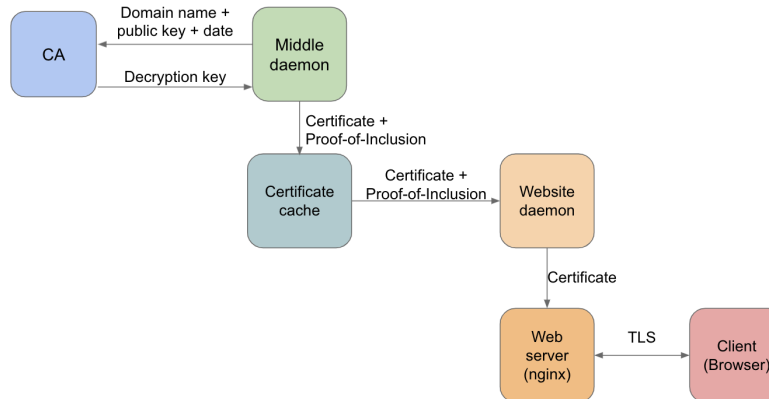 Domain name +
public key + date
CA
Middle
daemon
Decryption key
Certificate +
Proof-of-Inclusion
Certificate
cache
Certificate +
Proof-of-Inclusion
Website
daemon
Certificate
Web
server
(nginx)
TLS
Client
(Browser)